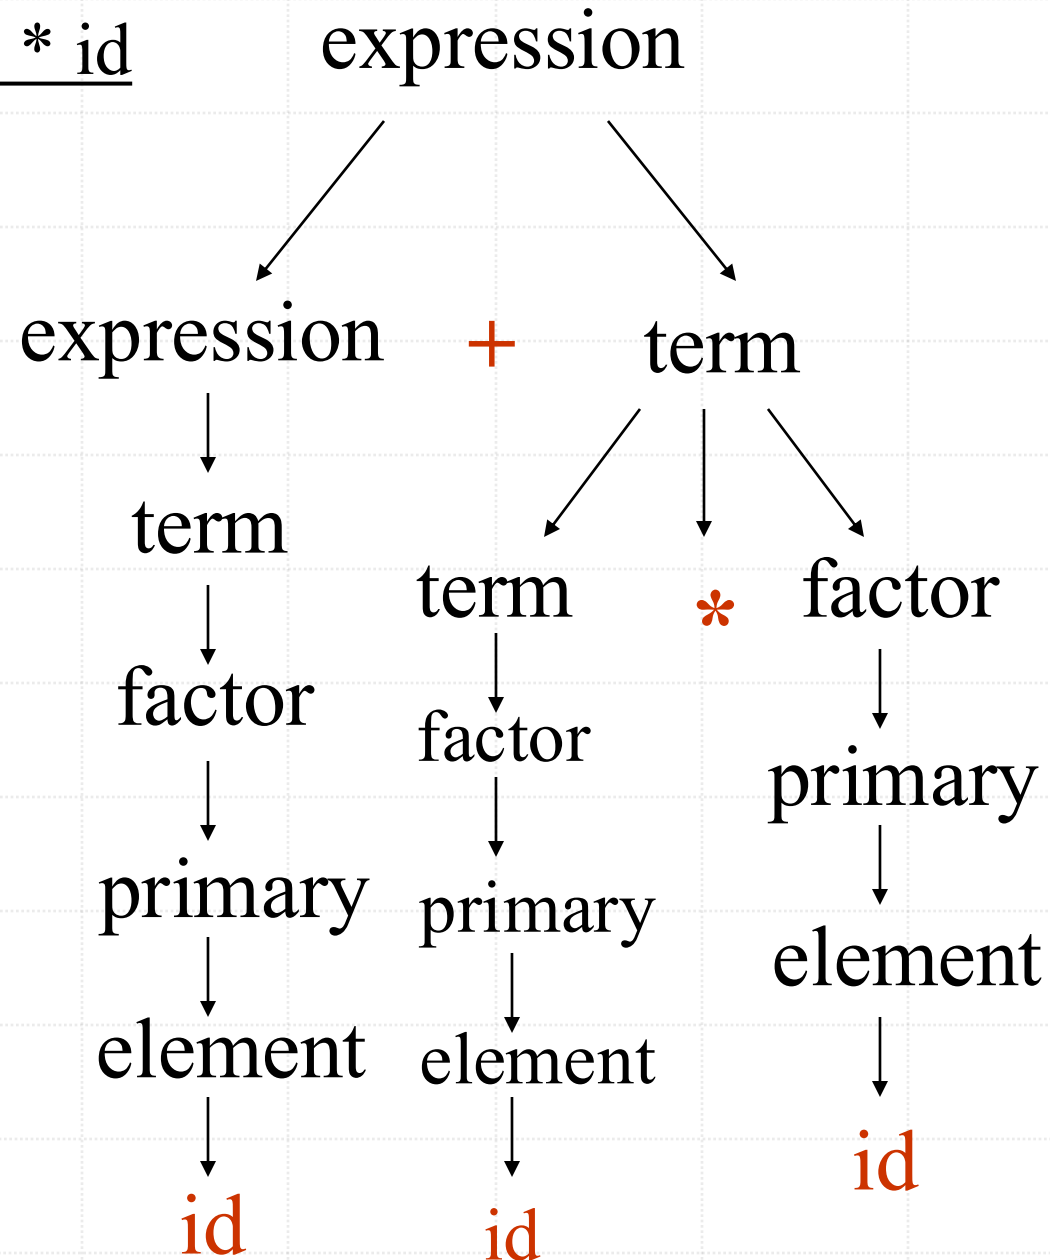 * id
expression
expression + term
term
term * factor
factor
factor
primary
primary
primary
element
element
element
id
id
id